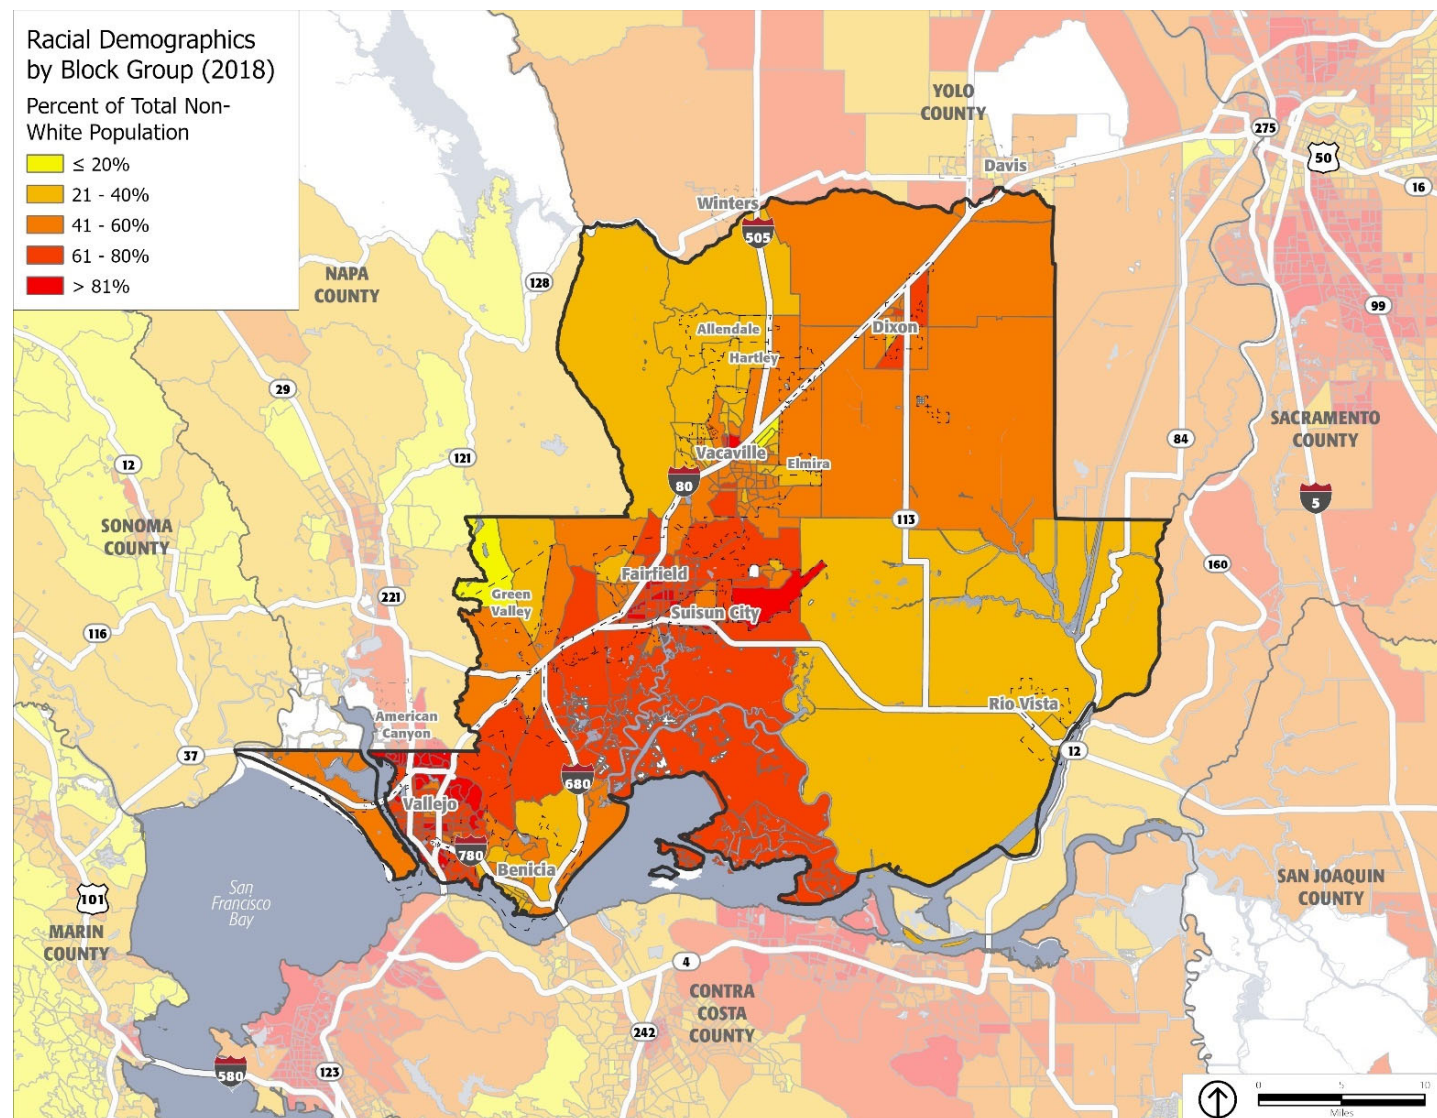 Racial Demographics
by Block Group (2018)
Percent of Total Non-
White Population
≤ 20%
21 - 40%
41 - 60%
61 - 80%
> 81%
YOLO
COUNTY
275
50
16
Davis
Winters
505
NAPA
COUNTY
128
99
Allendale
Dixon
Hartley
29
SACRAMENTO
COUNTY
84
12
121
Vacaville
Elmira
80
5
SONOMA
COUNTY
113
160
Fairfield
Green
Valley
221
Suisun City
116
Rio Vista
American
Canyon
37
12
680
Vallejo
780
Benicia
San
Francisco
Bay
101
MARIN
COUNTY
SAN JOAQUIN
COUNTY
4
CONTRA
COSTA
COUNTY
242
580
123
0 5 10
Miles